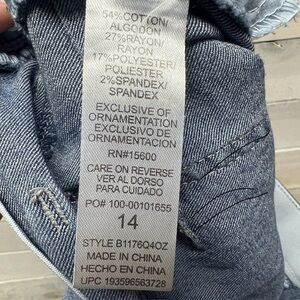 54% COTTON/
ALGODON
27% RAYON/
RAYON
17% POLYESTER/
POLIESTER
2% SPANDEX/
SPANDEX
EXCLUSIVE OF
ORNAMENTATION
EXCLUSIVO DE
ORNAMENTACION
RN#15600
CARE ON REVERSE
VER AL DORSO
PARA CUIDADO
PO# 100-00101655
14
STYLE B1176Q4OZ
MADE IN CHINA
HECHO EN CHINA
UPC 193596563728